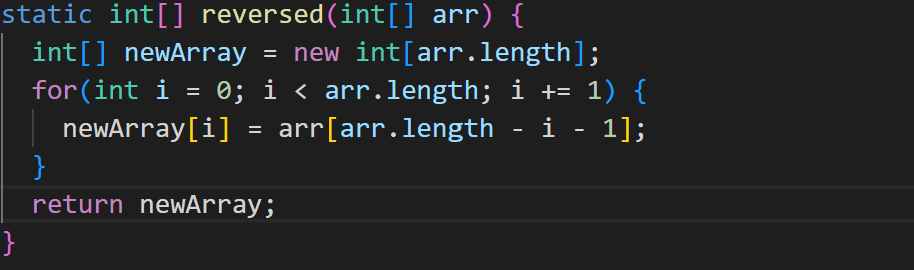 static int[] reversed(int[] arr) {
int[] newArray = new int[arr.length];
for(int i = 0; i < arr.length; i += 1) {
newArray[i] = arr[arr.length - i - 1];
}
return newArray;
}